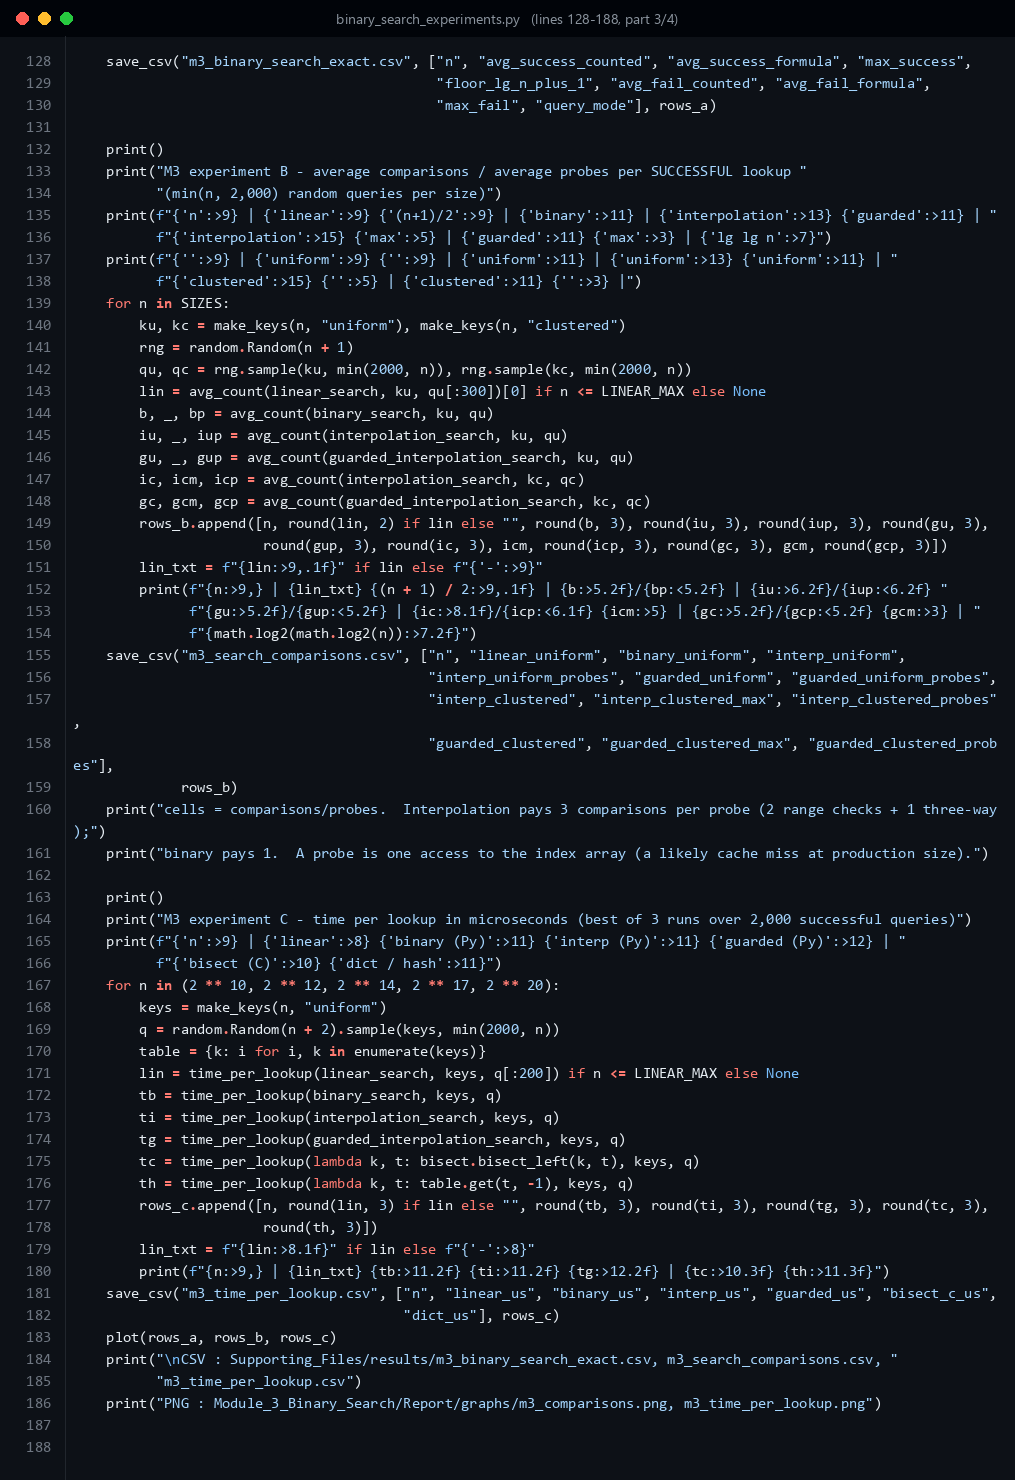 binary_search_experiments.py   (lines 128-188, part 3/4)
128      save_csv("m3_binary_search_exact.csv", ["n", "avg_success_counted", "avg_success_formula", "max_success",
129                                              "floor_lg_n_plus_1", "avg_fail_counted", "avg_fail_formula",
130                                              "max_fail", "query_mode"], rows_a)
131
132      print()
133      print("M3 experiment B - average comparisons / average probes per SUCCESSFUL lookup "
134            "(min(n, 2,000) random queries per size)")
135      print(f"{'n':>9} | {'linear':>9} {'(n+1)/2':>9} | {'binary':>11} | {'interpolation':>13} {'guarded':>11} | "
136            f"{'interpolation':>15} {'max':>5} | {'guarded':>11} {'max':>3} | {'lg lg n':>7}")
137      print(f"{'':>9} | {'uniform':>9} {'':>9} | {'uniform':>11} | {'uniform':>13} {'uniform':>11} | "
138            f"{'clustered':>15} {'':>5} | {'clustered':>11} {'':>3} |")
139      for n in SIZES:
140          ku, kc = make_keys(n, "uniform"), make_keys(n, "clustered")
141          rng = random.Random(n + 1)
142          qu, qc = rng.sample(ku, min(2000, n)), rng.sample(kc, min(2000, n))
143          lin = avg_count(linear_search, ku, qu[:300])[0] if n <= LINEAR_MAX else None
144          b, _, bp = avg_count(binary_search, ku, qu)
145          iu, _, iup = avg_count(interpolation_search, ku, qu)
146          gu, _, gup = avg_count(guarded_interpolation_search, ku, qu)
147          ic, icm, icp = avg_count(interpolation_search, kc, qc)
148          gc, gcm, gcp = avg_count(guarded_interpolation_search, kc, qc)
149          rows_b.append([n, round(lin, 2) if lin else "", round(b, 3), round(iu, 3), round(iup, 3), round(gu, 3),
150                         round(gup, 3), round(ic, 3), icm, round(icp, 3), round(gc, 3), gcm, round(gcp, 3)])
151          lin_txt = f"{lin:>9,.1f}" if lin else f"{'-':>9}"
152          print(f"{n:>9,} | {lin_txt} {(n + 1) / 2:>9,.1f} | {b:>5.2f}/{bp:<5.2f} | {iu:>6.2f}/{iup:<6.2f} "
153                f"{gu:>5.2f}/{gup:<5.2f} | {ic:>8.1f}/{icp:<6.1f} {icm:>5} | {gc:>5.2f}/{gcp:<5.2f} {gcm:>3} | "
154                f"{math.log2(math.log2(n)):>7.2f}")
155      save_csv("m3_search_comparisons.csv", ["n", "linear_uniform", "binary_uniform", "interp_uniform",
156                                             "interp_uniform_probes", "guarded_uniform", "guarded_uniform_probes",
157                                             "interp_clustered", "interp_clustered_max", "interp_clustered_probes"
,
158                                             "guarded_clustered", "guarded_clustered_max", "guarded_clustered_prob
es"],
159               rows_b)
160      print("cells = comparisons/probes.  Interpolation pays 3 comparisons per probe (2 range checks + 1 three-way
);")
161      print("binary pays 1.  A probe is one access to the index array (a likely cache miss at production size).")
162
163      print()
164      print("M3 experiment C - time per lookup in microseconds (best of 3 runs over 2,000 successful queries)")
165      print(f"{'n':>9} | {'linear':>8} {'binary (Py)':>11} {'interp (Py)':>11} {'guarded (Py)':>12} | "
166            f"{'bisect (C)':>10} {'dict / hash':>11}")
167      for n in (2 ** 10, 2 ** 12, 2 ** 14, 2 ** 17, 2 ** 20):
168          keys = make_keys(n, "uniform")
169          q = random.Random(n + 2).sample(keys, min(2000, n))
170          table = {k: i for i, k in enumerate(keys)}
171          lin = time_per_lookup(linear_search, keys, q[:200]) if n <= LINEAR_MAX else None
172          tb = time_per_lookup(binary_search, keys, q)
173          ti = time_per_lookup(interpolation_search, keys, q)
174          tg = time_per_lookup(guarded_interpolation_search, keys, q)
175          tc = time_per_lookup(lambda k, t: bisect.bisect_left(k, t), keys, q)
176          th = time_per_lookup(lambda k, t: table.get(t, -1), keys, q)
177          rows_c.append([n, round(lin, 3) if lin else "", round(tb, 3), round(ti, 3), round(tg, 3), round(tc, 3),
178                         round(th, 3)])
179          lin_txt = f"{lin:>8.1f}" if lin else f"{'-':>8}"
180          print(f"{n:>9,} | {lin_txt} {tb:>11.2f} {ti:>11.2f} {tg:>12.2f} | {tc:>10.3f} {th:>11.3f}")
181      save_csv("m3_time_per_lookup.csv", ["n", "linear_us", "binary_us", "interp_us", "guarded_us", "bisect_c_us",
182                                          "dict_us"], rows_c)
183      plot(rows_a, rows_b, rows_c)
184      print("\nCSV : Supporting_Files/results/m3_binary_search_exact.csv, m3_search_comparisons.csv, "
185            "m3_time_per_lookup.csv")
186      print("PNG : Module_3_Binary_Search/Report/graphs/m3_comparisons.png, m3_time_per_lookup.png")
187
188